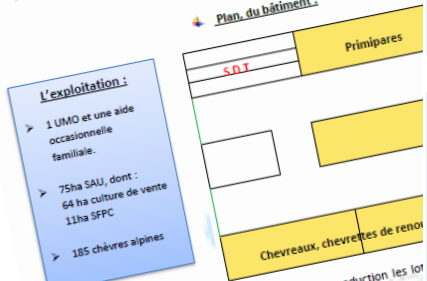 Plan, du bâtiment :
L'exploitation :
➢ 1 UMO et une aide
occasionnelle
familiale.
➢ 75ha SAU, dont :
64 ha culture de vente
11ha SFPC
➢ 185 chèvres alpines
S.D.T
Primipares
Chevreaux, chevrettes de renou
duction les lot